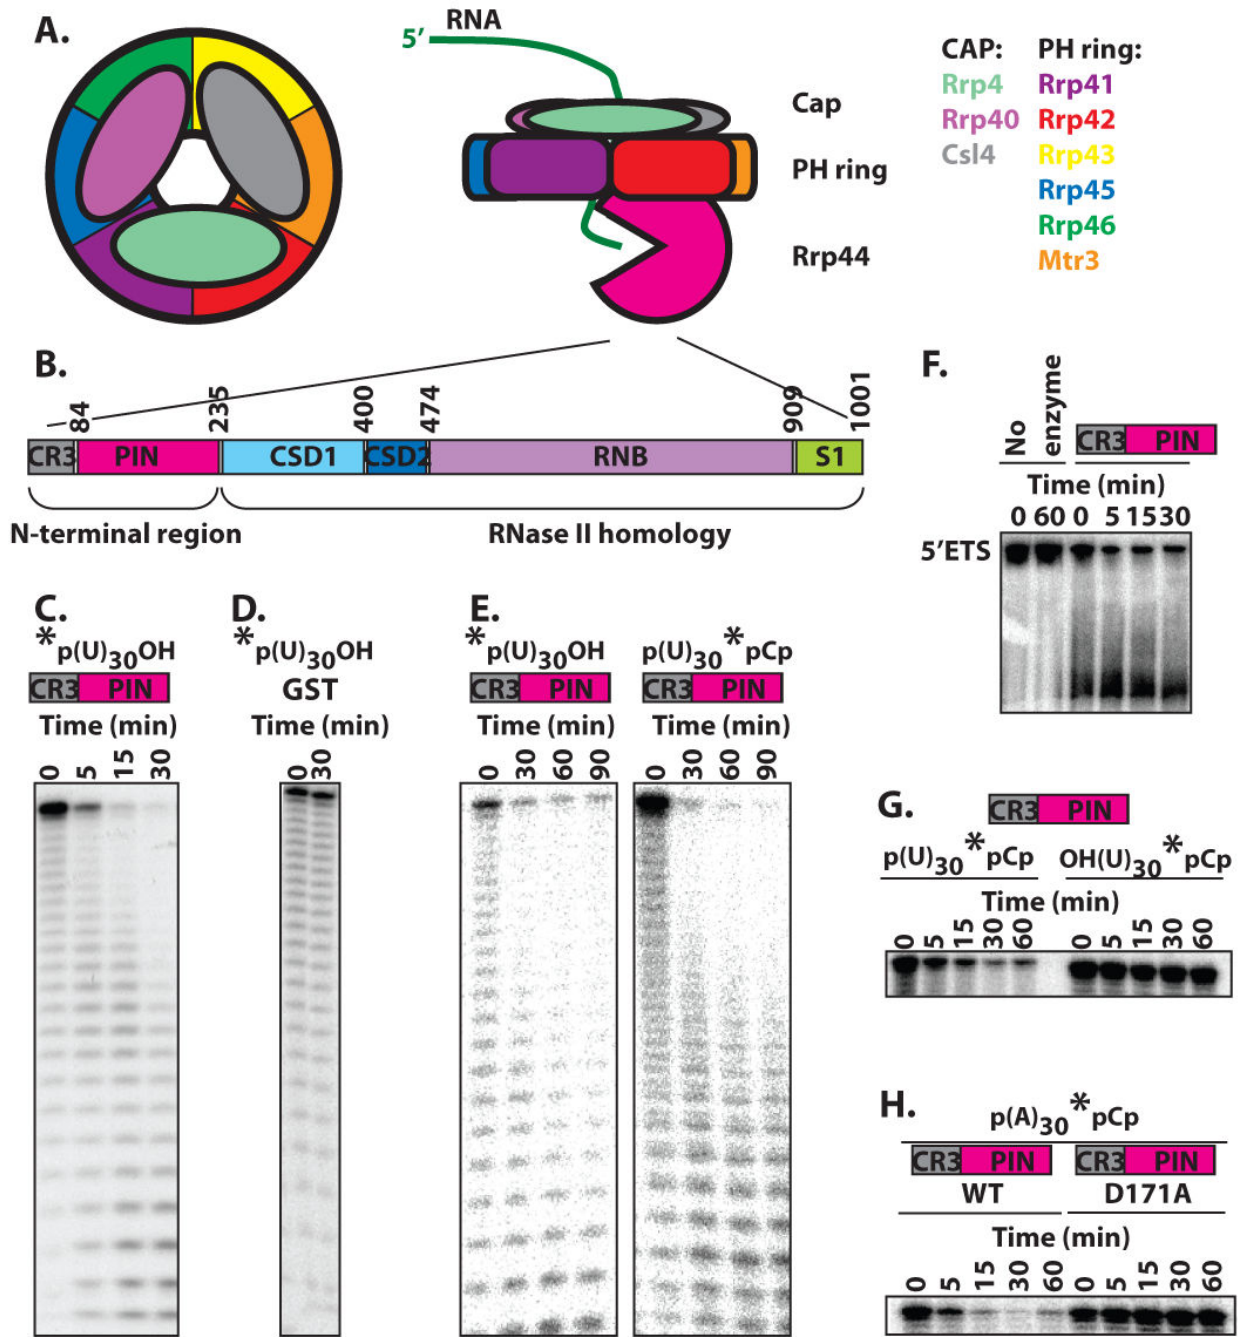 A.
5' RNA
Cap
PH ring
Rrp44
CAP: PH ring:
Rrp4 Rrp41
Rrp40 Rrp42
Csl4 Rrp43
Rrp45
Rrp46
Mtr3
B.
84 235 400 474 909 1001
CR3 PIN CSD1 CSD2 RNB S1
N-terminal region RNase II homology
C.
*p(U)30OH
CR3 PIN
Time (min)
0 5 15 30
D.
*p(U)30OH
GST
Time (min)
0 30
E.
*p(U)30OH p(U)30*pCp
CR3 PIN CR3 PIN
Time (min) Time (min)
0 30 60 90 0 30 60 90
F.
No enzyme
CR3 PIN
Time (min)
0 60 0 5 15 30
5'ETS
G.
CR3 PIN
p(U)30*pCp OH(U)30*pCp
Time (min)
0 5 15 30 60 0 5 15 30 60
H.
p(A)30*pCp
CR3 PIN CR3 PIN
WT D171A
Time (min)
0 5 15 30 60 0 5 15 30 60